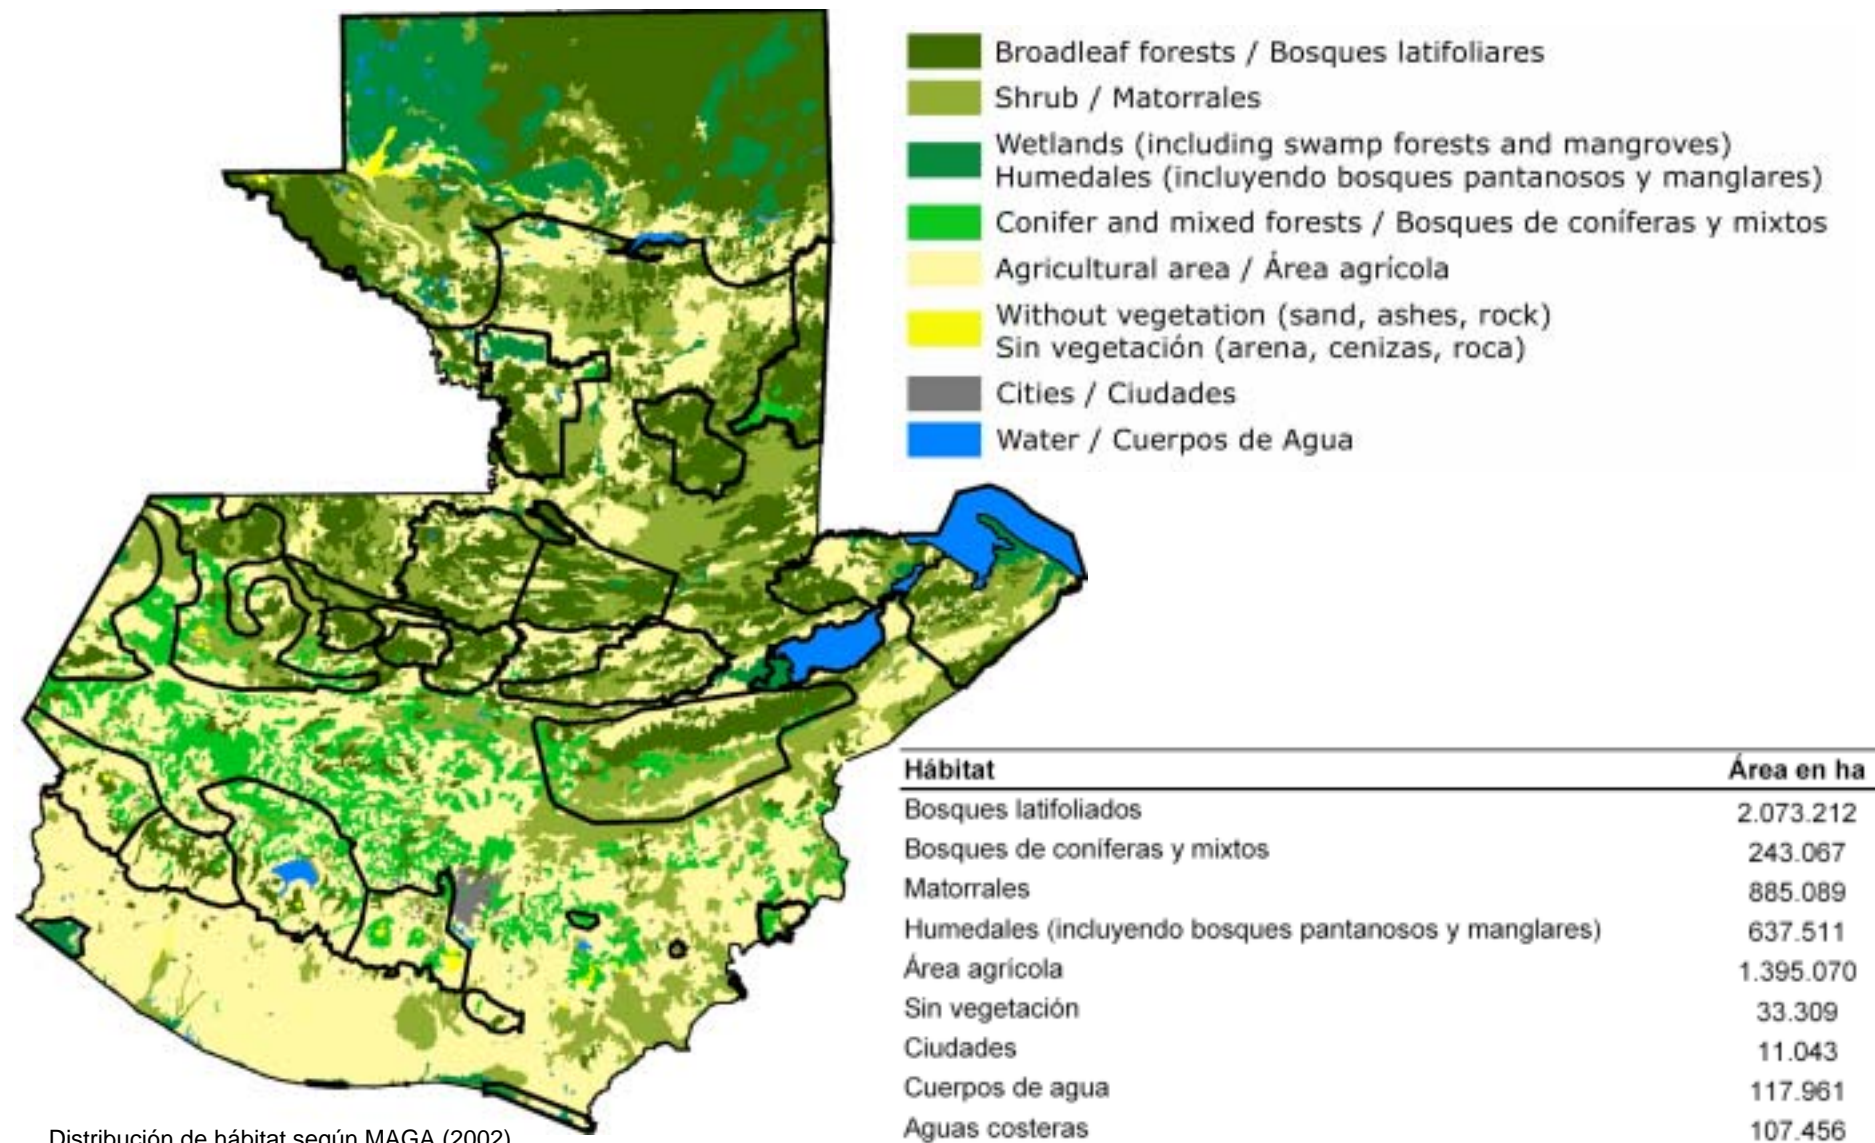 Broadleaf forests / Bosques latifoliares
Shrub / Matorrales
Wetlands (including swamp forests and mangroves)
Humedales (incluyendo bosques pantanosos y manglares)
Conifer and mixed forests / Bosques de coníferas y mixtos
Agricultural area / Área agrícola
Without vegetation (sand, ashes, rock)
Sin vegetación (arena, cenizas, roca)
Cities / Ciudades
Water / Cuerpos de Agua
Hábitat Área en ha
Bosques latifoliados 2.073.212
Bosques de coníferas y mixtos 243.067
Matorrales 885.089
Humedales (incluyendo bosques pantanosos y manglares) 637.511
Área agrícola 1.395.070
Sin vegetación 33.309
Ciudades 11.043
Cuerpos de agua 117.961
Aguas costeras 107.456
Distribución de hábitat según MAGA (2002)